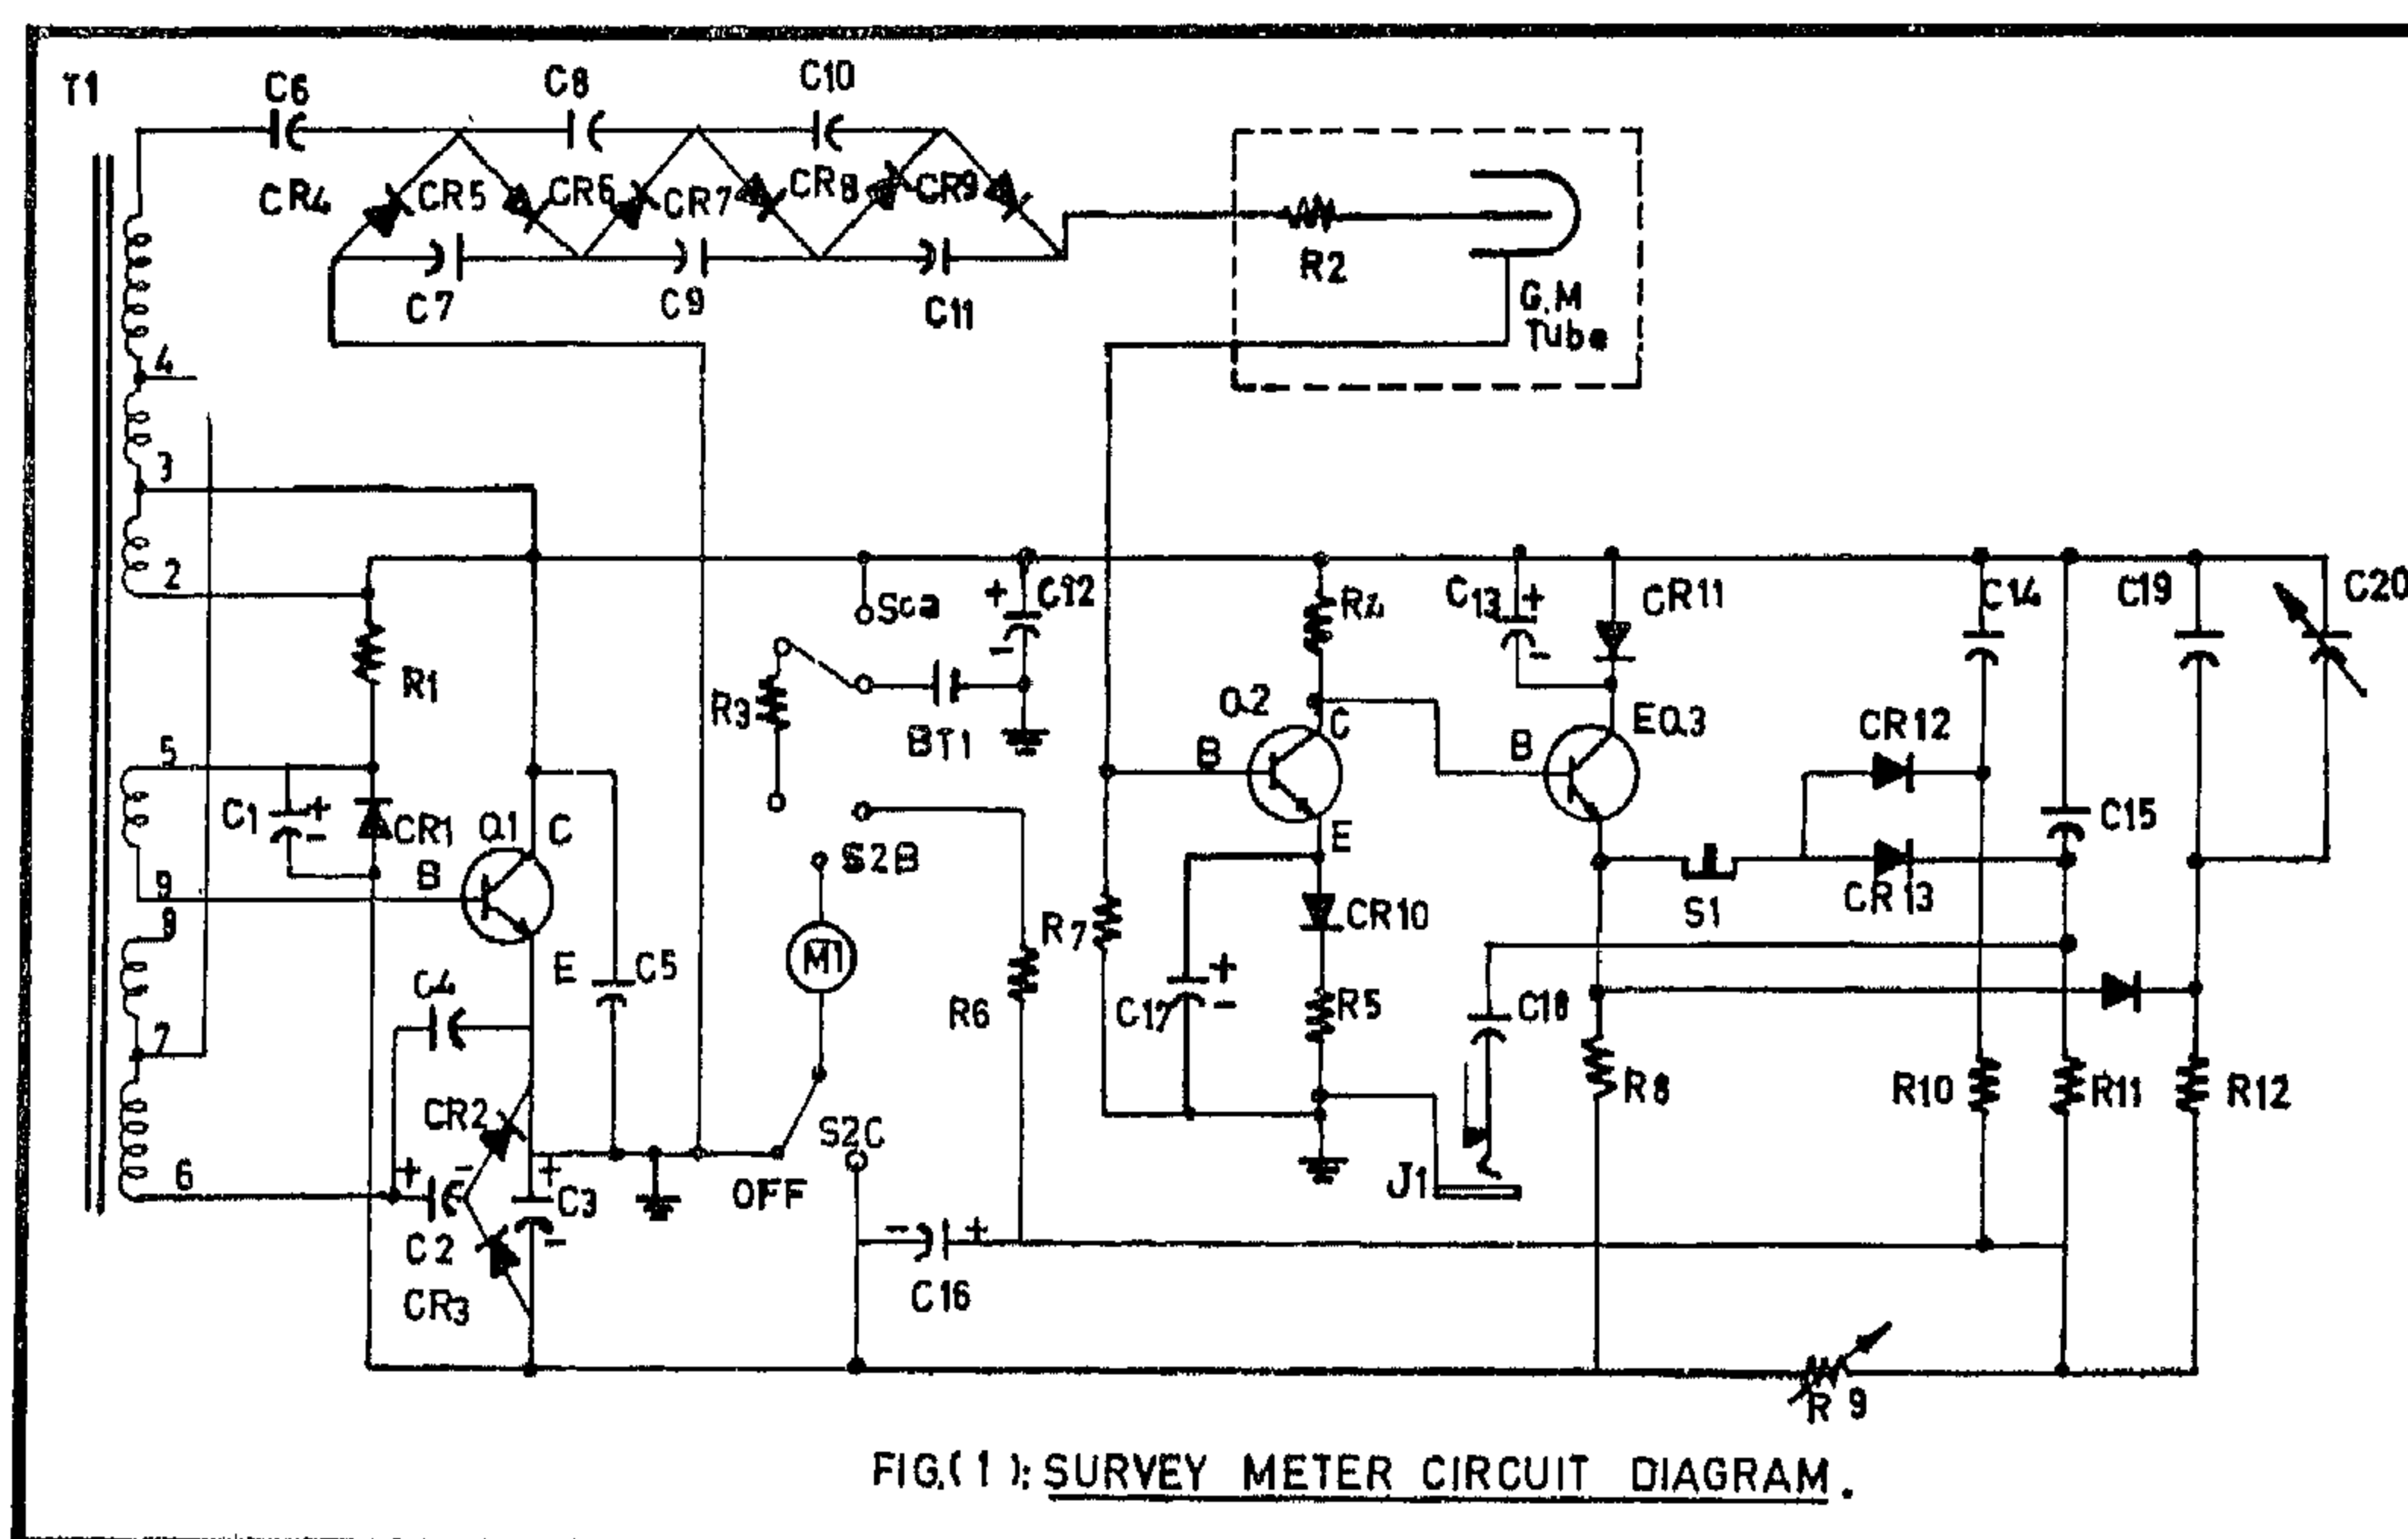 T1
C6
C8
C10
CR4
CR5
CR6
CR7
CR8
CR9
C7
C9
C11
R2
G.M
Tube
4
3
2
R1
Sca
C12
R3
BT1
R4
C13
CR11
C14
C19
C20
5
C1
CR1
Q1
C
B
9
9
E
C5
C4
7
CR2
6
C2
C3
CR3
S2B
M1
S2C
OFF
R6
C16
Q2
B
C
E
R7
C17
CR10
R5
EQ3
B
CR12
CR13
S1
C15
C18
J1
R8
R10
R11
R12
R9
+
-
+
-
+
-
+
-
+
-
+
-
+
-
-
+
FIG.(1): SURVEY METER CIRCUIT DIAGRAM.